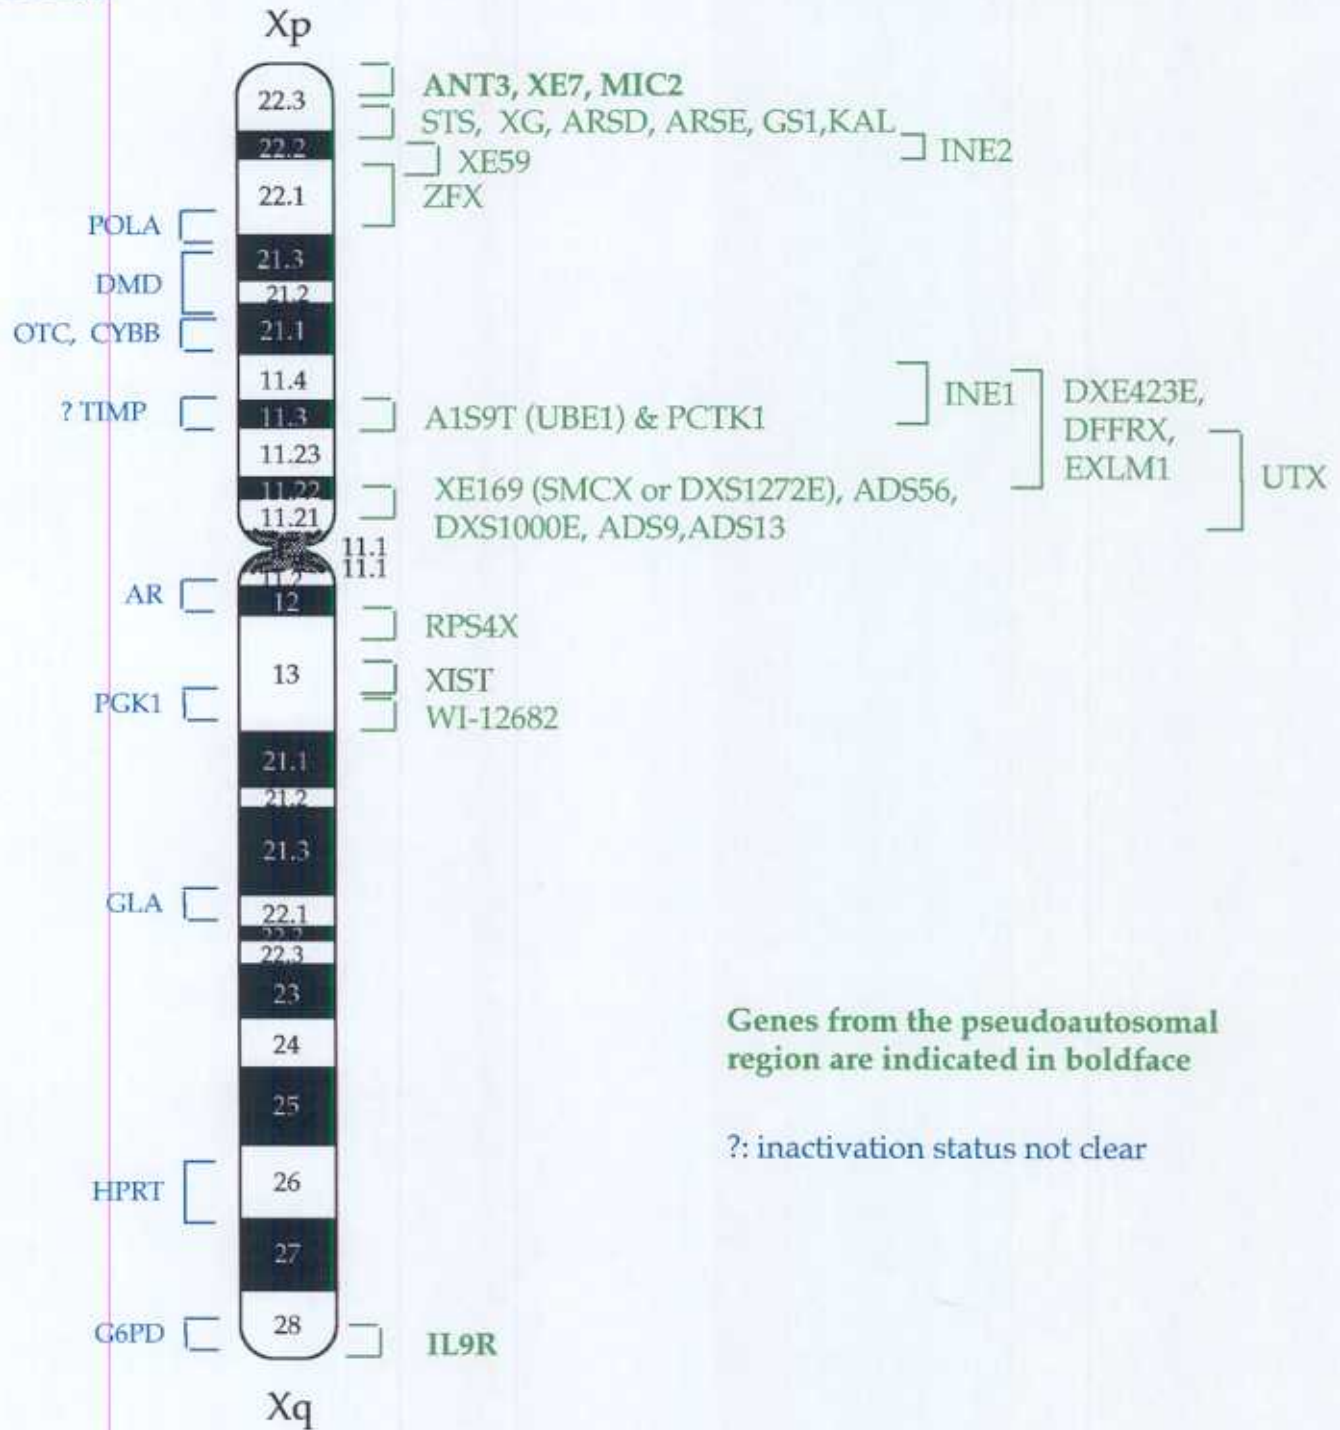 Xp
22.3
ANT3, XE7, MIC2
STS, XG, ARSD, ARSE, GS1,KAL
22.2
INE2
XE59
22.1
ZFX
POLA
21.3
DMD
21.2
OTC, CYBB
21.1
11.4
INE1
DXE423E,
DFFRX,
EXLM1
? TIMP
11.3
A1S9T (UBE1) & PCTK1
11.23
UTX
11.22
XE169 (SMCX or DXS1272E), ADS56,
DXS1000E, ADS9,ADS13
11.21
11.1
11.1
11.2
AR
12
RPS4X
13
XIST
PGK1
WI-12682
21.1
21.2
21.3
GLA
22.1
22.2
22.3
23
Genes from the pseudoautosomal
region are indicated in boldface
24
25
?: inactivation status not clear
HPRT
26
27
G6PD
28
IL9R
Xq